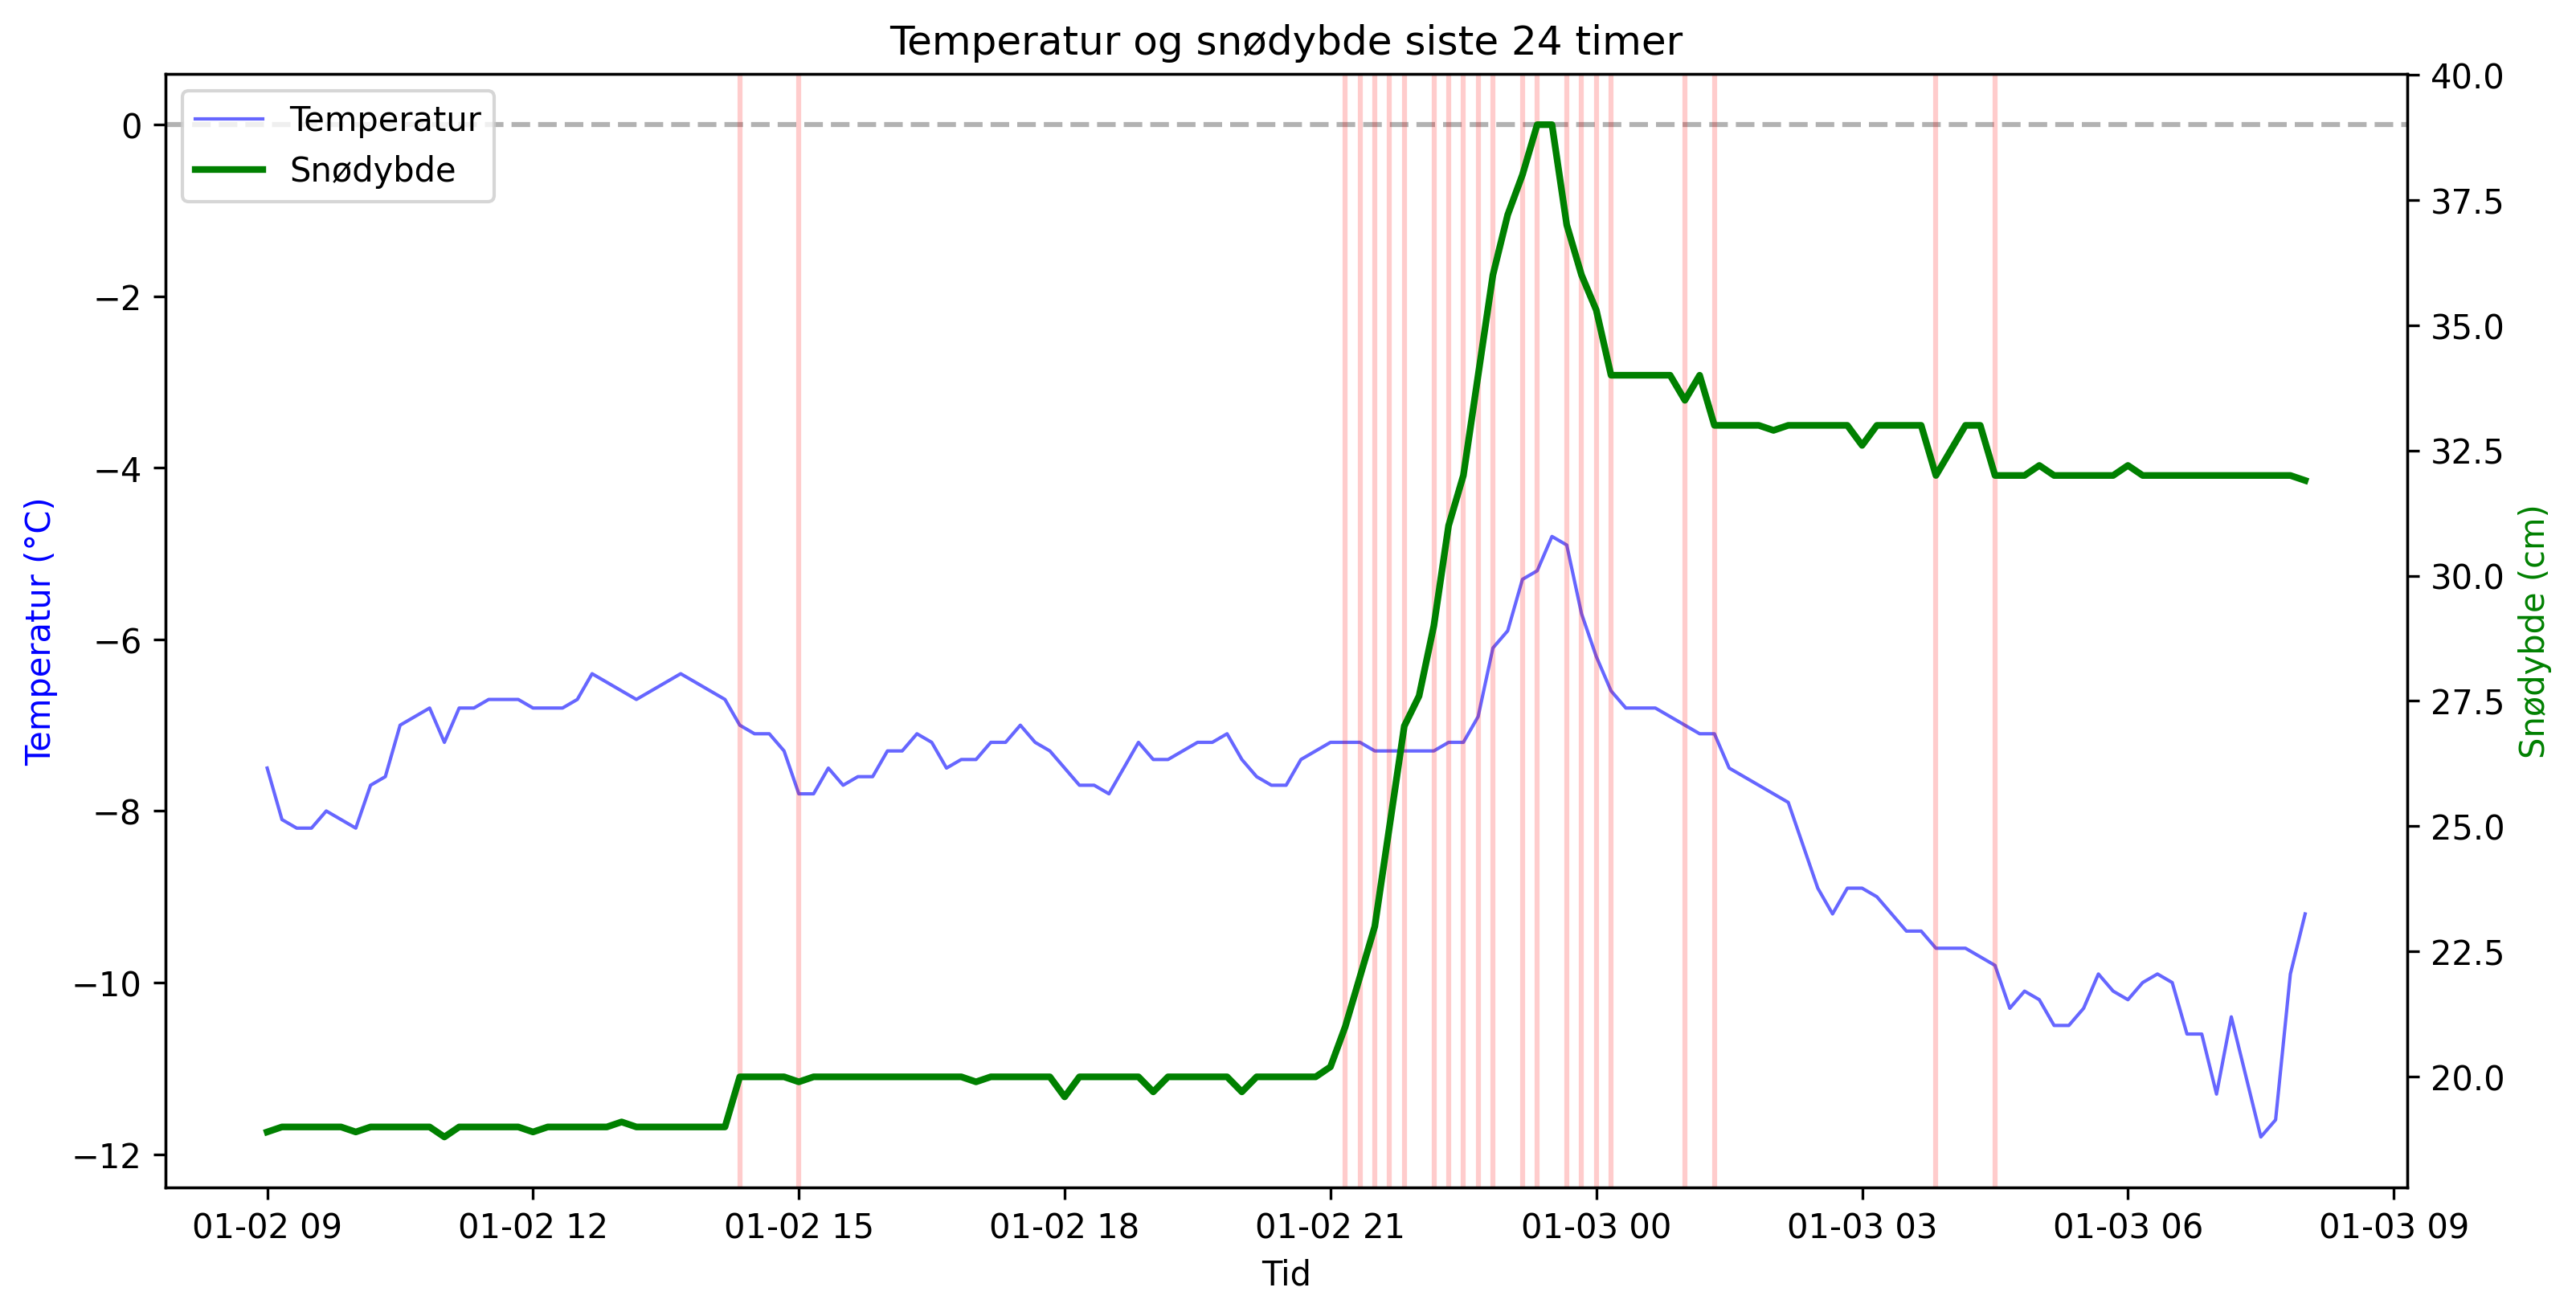 Temperatur og snødybde siste 24 timer
Temperatur
Snødybde
0
−2
−4
−6
−8
−10
−12
Temperatur (°C)
40.0
37.5
35.0
32.5
30.0
27.5
25.0
22.5
20.0
Snødybde (cm)
01-02 09 01-02 12 01-02 15 01-02 18 01-02 21 01-03 00 01-03 03 01-03 06 01-03 09
Tid